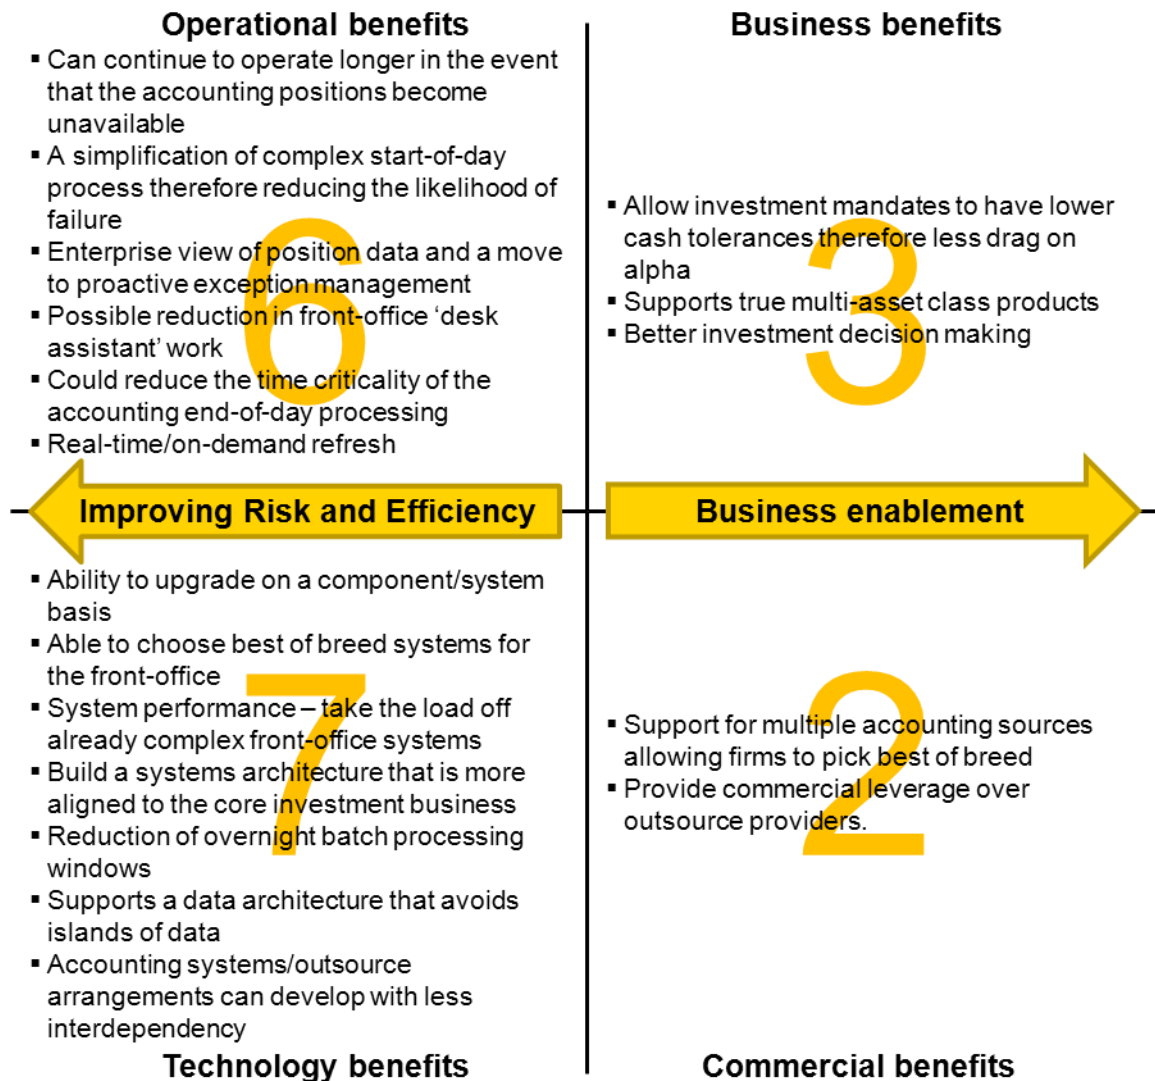 Operational benefits
▪ Can continue to operate longer in the event
that the accounting positions become
unavailable
▪ A simplification of complex start-of-day
process therefore reducing the likelihood of
failure
▪ Enterprise view of position data and a move
to proactive exception management
▪ Possible reduction in front-office ‘desk
assistant’ work
▪ Could reduce the time criticality of the
accounting end-of-day processing
▪ Real-time/on-demand refresh
6
Business benefits
▪ Allow investment mandates to have lower
cash tolerances therefore less drag on
alpha
▪ Supports true multi-asset class products
▪ Better investment decision making
3
Improving Risk and Efficiency
Business enablement
▪ Ability to upgrade on a component/system
basis
▪ Able to choose best of breed systems for
the front-office
▪ System performance – take the load off
already complex front-office systems
▪ Build a systems architecture that is more
aligned to the core investment business
▪ Reduction of overnight batch processing
windows
▪ Supports a data architecture that avoids
islands of data
▪ Accounting systems/outsource
arrangements can develop with less
interdependency
7
Technology benefits
▪ Support for multiple accounting sources
allowing firms to pick best of breed
▪ Provide commercial leverage over
outsource providers.
2
Commercial benefits